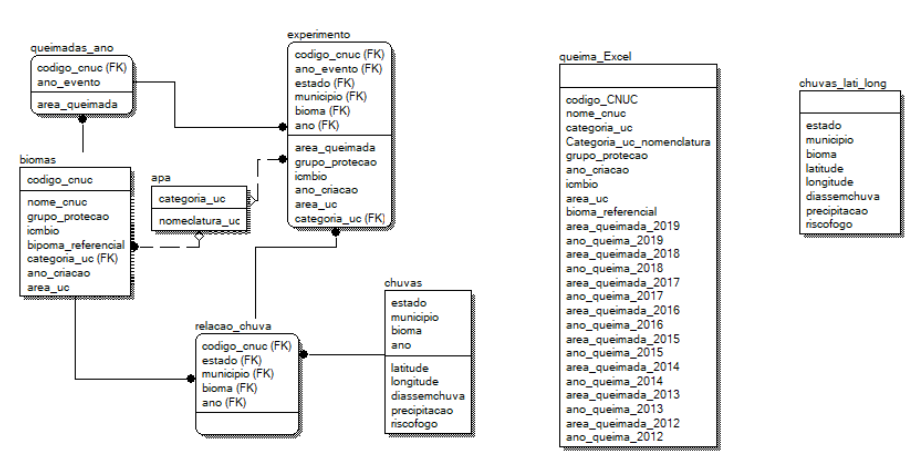 queimadas_ano
codigo_cnuc (FK)
ano_evento
area_queimada
experimento
codigo_cnuc (FK)
ano_evento (FK)
estado (FK)
municipio (FK)
bioma (FK)
ano (FK)
area_queimada
grupo_protecao
icmbio
ano_criacao
area_uc
categoria_uc (FK)
biomas
codigo_cnuc
nome_cnuc
grupo_protecao
icmbio
bipoma_referencial
categoria_uc (FK)
ano_criacao
area_uc
apa
categoria_uc
nomeclatura_uc
relacao_chuva
codigo_cnuc (FK)
estado (FK)
municipio (FK)
bioma (FK)
ano (FK)
chuvas
estado
municipio
bioma
ano
latitude
longitude
diassemchuva
precipitacao
riscofogo
queima_Excel
codigo_CNUC
nome_cnuc
categoria_uc
Categoria_uc_nomenclatura
grupo_protecao
ano_criacao
icmbio
area_uc
bioma_referencial
area_queimada_2019
ano_queima_2019
area_queimada_2018
ano_queima_2018
area_queimada_2017
ano_queima_2017
area_queimada_2016
ano_queima_2016
area_queimada_2015
ano_queima_2015
area_queimada_2014
ano_queima_2014
area_queimada_2013
ano_queima_2013
area_queimada_2012
ano_queima_2012
chuvas_lati_long
estado
municipio
bioma
latitude
longitude
diassemchuva
precipitacao
riscofogo